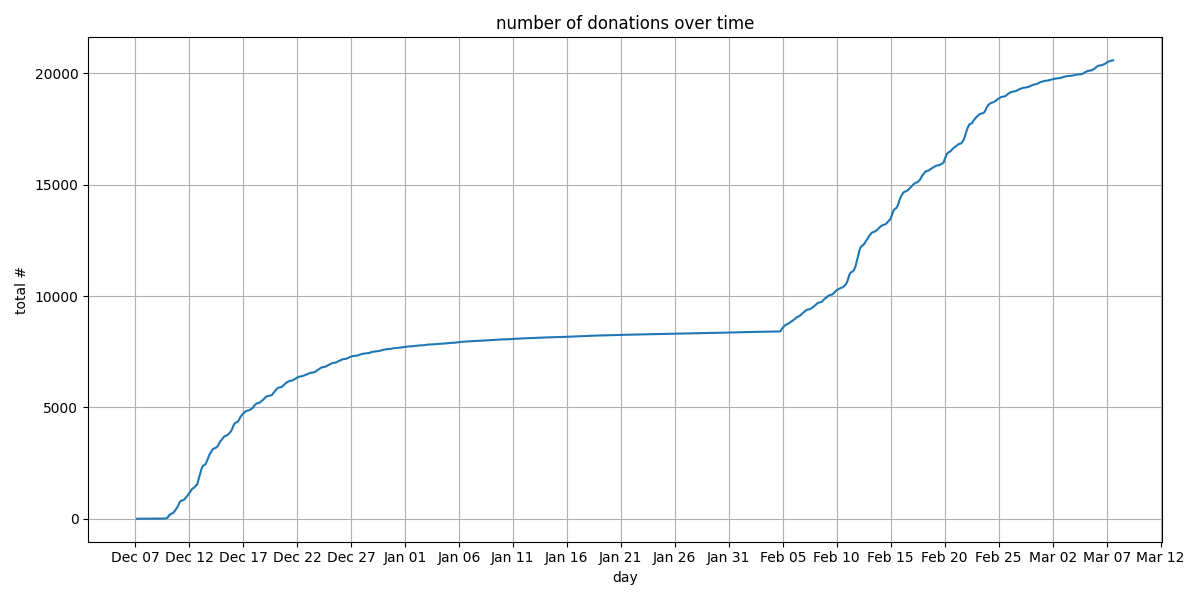 number of donations over time
total #
20000
15000
10000
5000
0
Dec 07 Dec 12 Dec 17 Dec 22 Dec 27 Jan 01 Jan 06 Jan 11 Jan 16 Jan 21 Jan 26 Jan 31 Feb 05 Feb 10 Feb 15 Feb 20 Feb 25 Mar 02 Mar 07 Mar 12
day